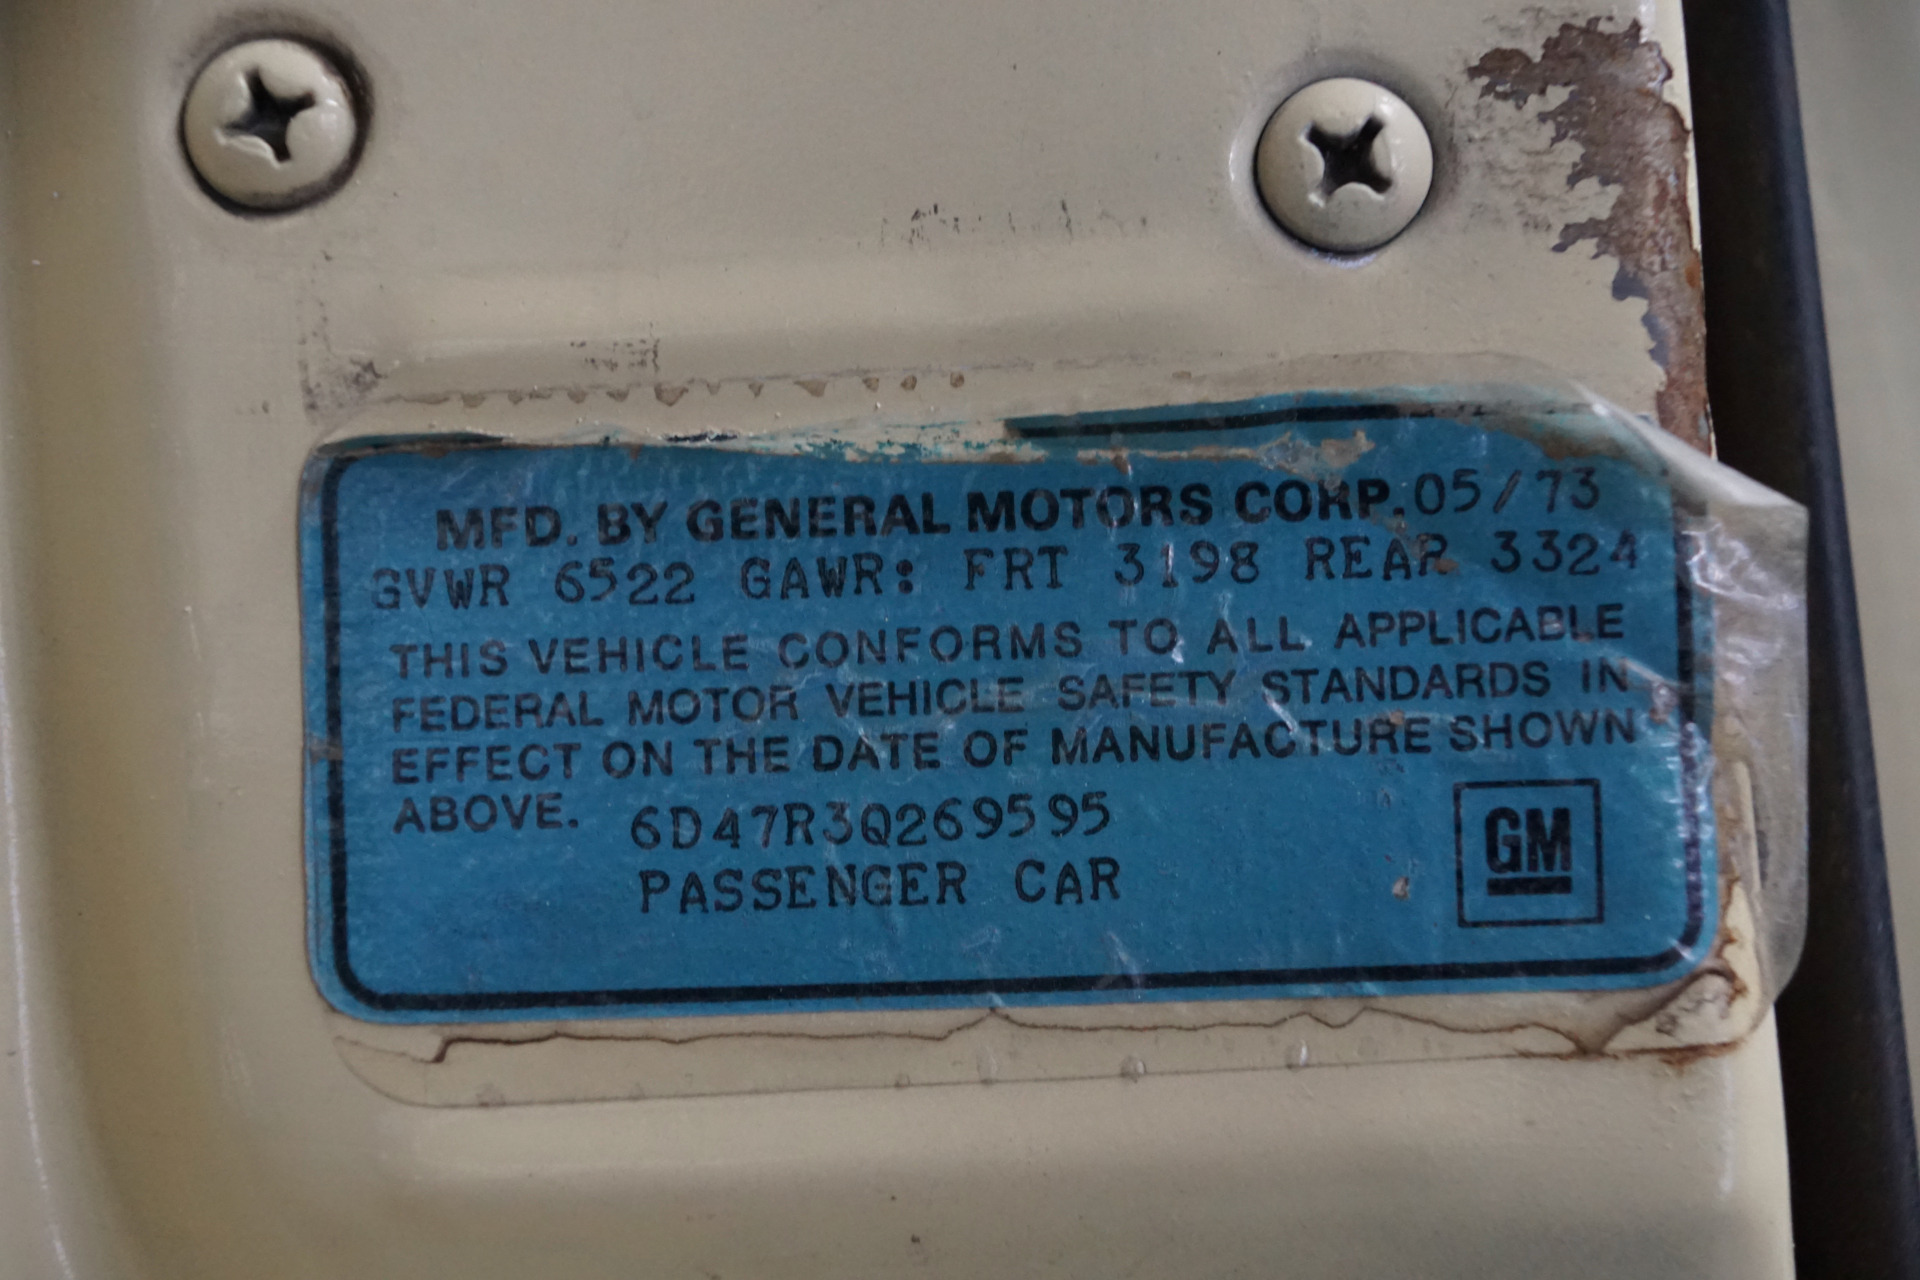 MFD. BY GENERAL MOTORS CORP. 05/73
GVWR 6522 GAWR: FRT 3198 REAR 3324
THIS VEHICLE CONFORMS TO ALL APPLICABLE
FEDERAL MOTOR VEHICLE SAFETY STANDARDS IN
EFFECT ON THE DATE OF MANUFACTURE SHOWN
ABOVE. 6D47R3Q269595
PASSENGER CAR
GM